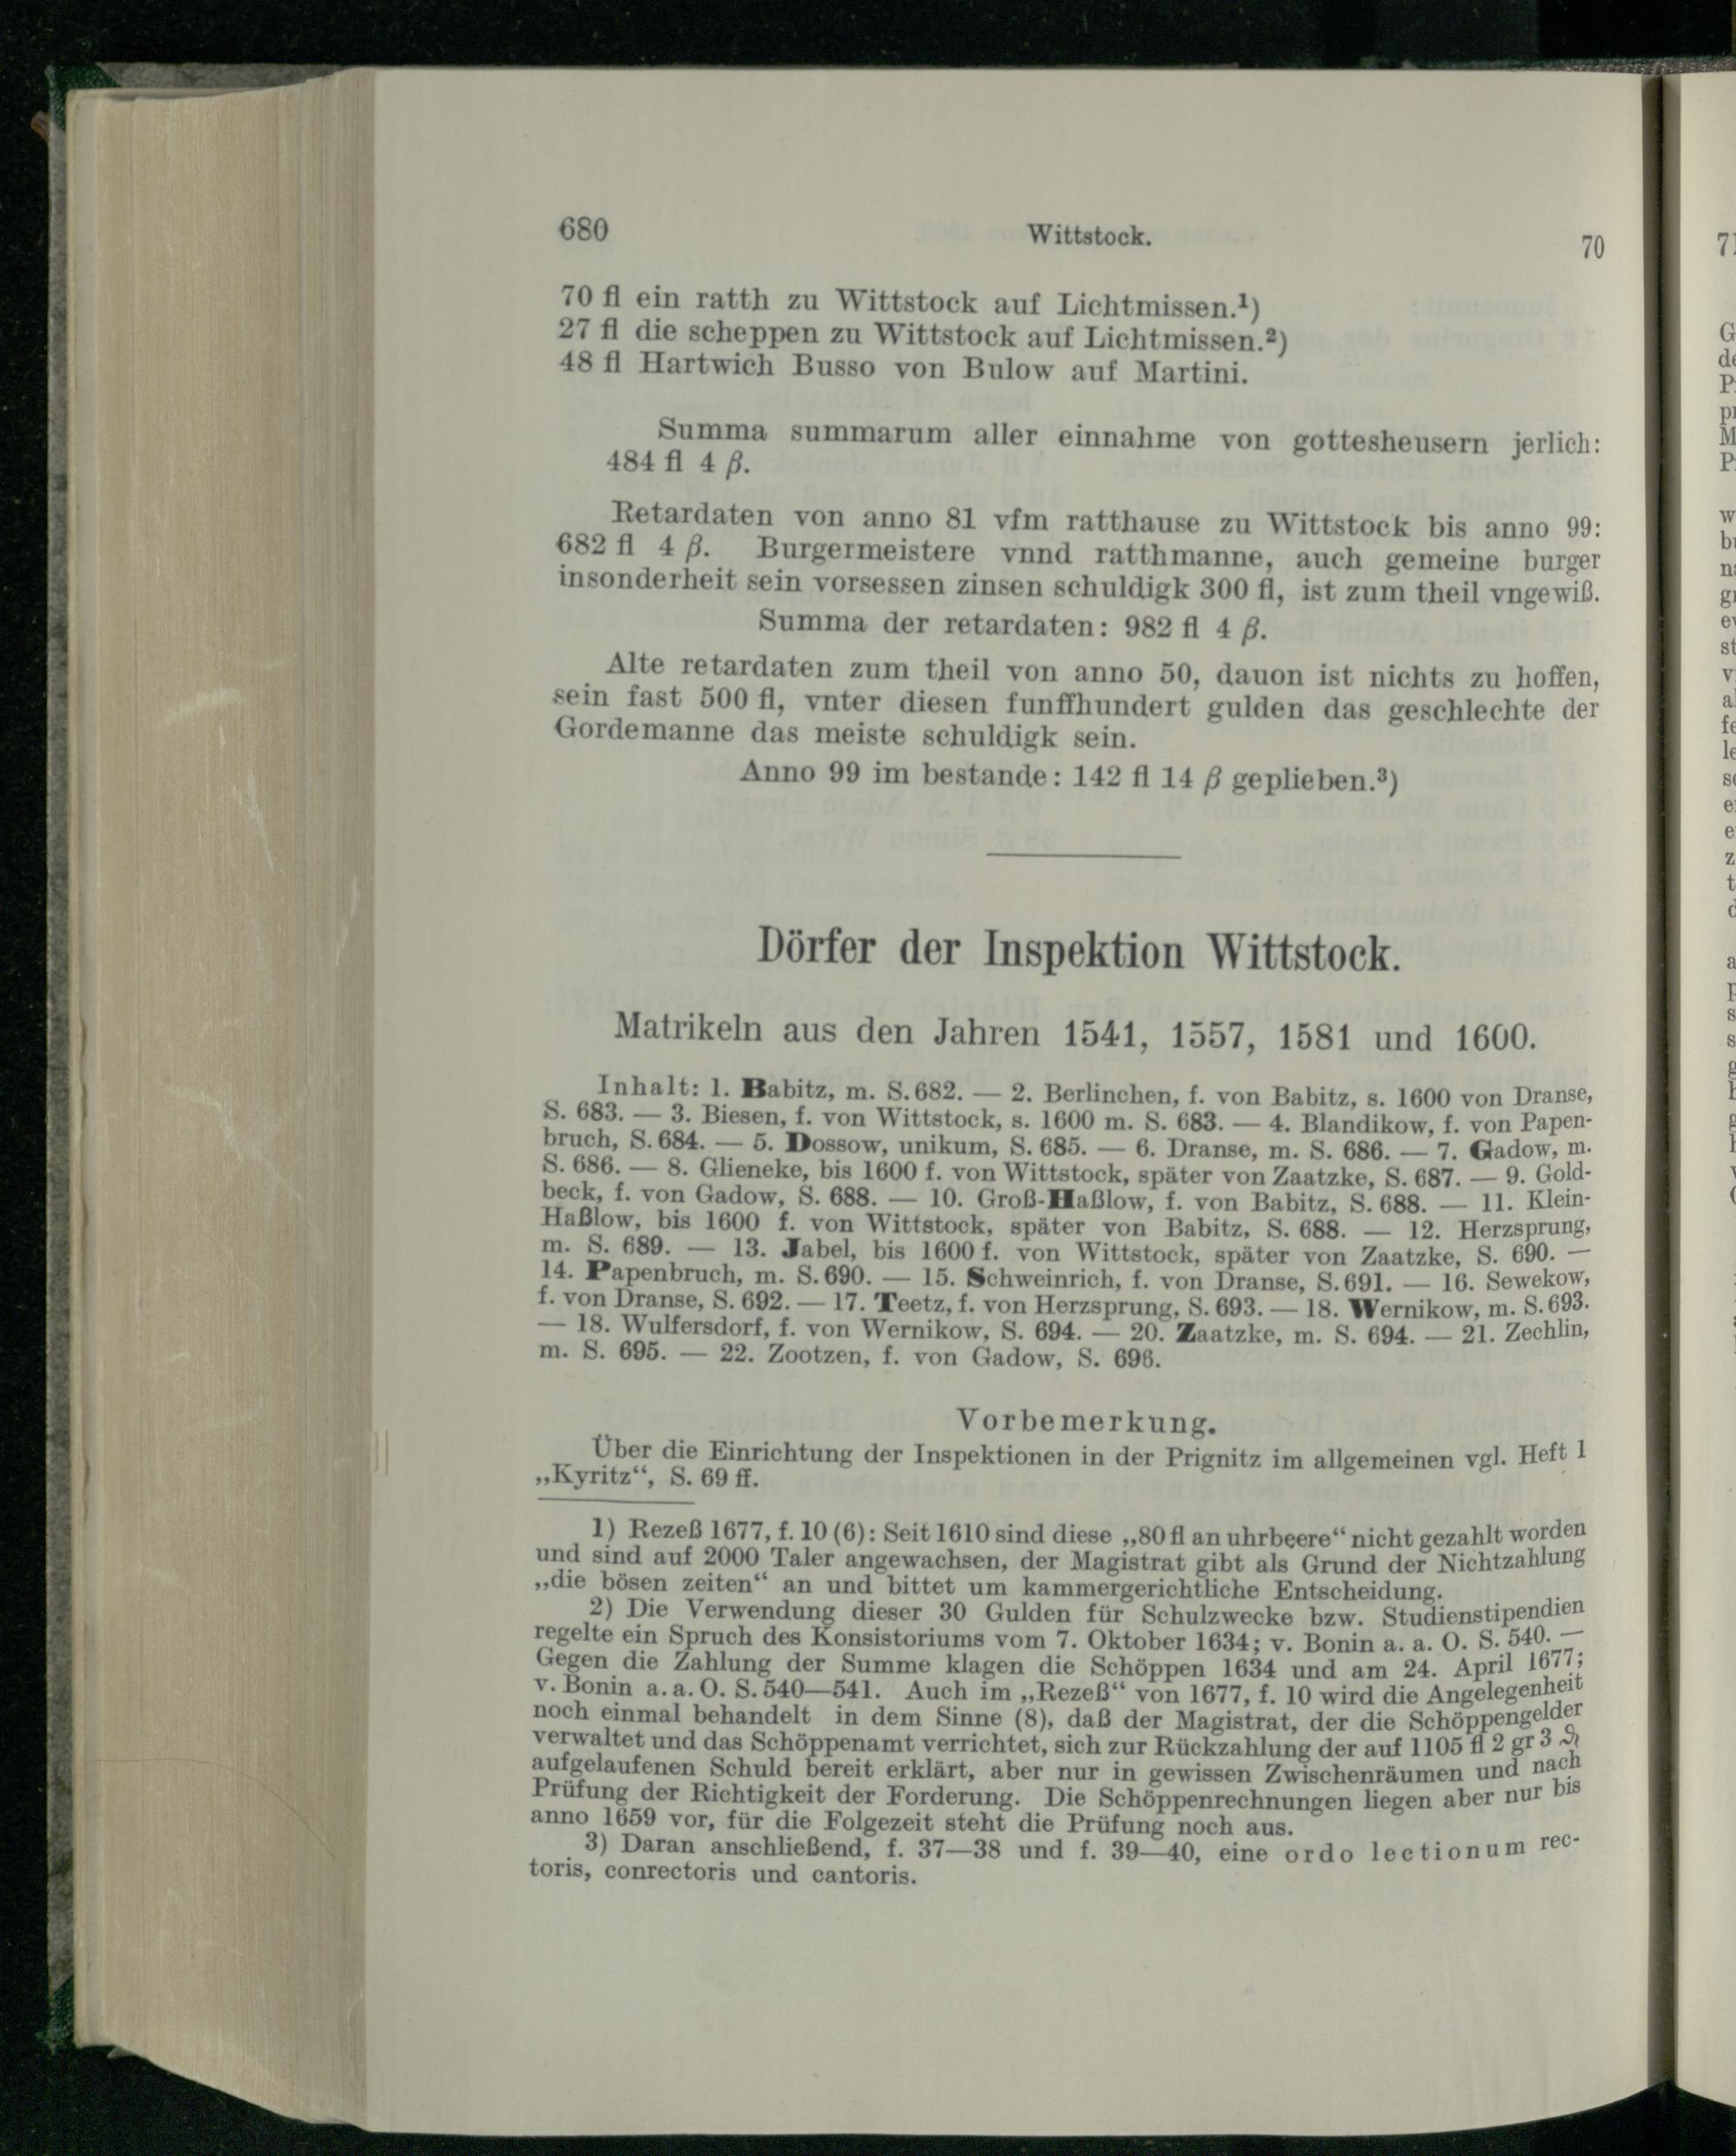 680 Wittstock. 70
70 fl ein ratth zu Wittstock auf Lichtmissen.¹)
27 fl die scheppen zu Wittstock auf Lichtmissen.²)
48 fl Hartwich Busso von Bulow auf Martini.
Summa summarum aller einnahme von gottesheusern jerlich:
484 fl 4 β.
Retardaten von anno 81 vfm ratthause zu Wittstock bis anno 99:
682 fl 4 β. Burgermeistere vnnd ratthmanne, auch gemeine burger
insonderheit sein vorsessen zinsen schuldigk 300 fl, ist zum theil vngewiß.
Summa der retardaten: 982 fl 4 β.
Alte retardaten zum theil von anno 50, dauon ist nichts zu hoffen,
sein fast 500 fl, vnter diesen funffhundert gulden das geschlechte der
Gordemanne das meiste schuldigk sein.
Anno 99 im bestande: 142 fl 14 β geplieben.³)
Dörfer der Inspektion Wittstock.
Matrikeln aus den Jahren 1541, 1557, 1581 und 1600.
Inhalt: 1. Babitz, m. S. 682. — 2. Berlinchen, f. von Babitz, s. 1600 von Dranse,
S. 683. — 3. Biesen, f. von Wittstock, s. 1600 m. S. 683. — 4. Blandikow, f. von Papen-
bruch, S. 684. — 5. Dossow, unikum, S. 685. — 6. Dranse, m. S. 686. — 7. Gadow, m.
S. 686. — 8. Glieneke, bis 1600 f. von Wittstock, später von Zaatzke, S. 687. — 9. Gold-
beck, f. von Gadow, S. 688. — 10. Groß-Haßlow, f. von Babitz, S. 688. — 11. Klein-
Haßlow, bis 1600 f. von Wittstock, später von Babitz, S. 688. — 12. Herzsprung,
m. S. 689. — 13. Jabel, bis 1600 f. von Wittstock, später von Zaatzke, S. 690. —
14. Papenbruch, m. S. 690. — 15. Schweinrich, f. von Dranse, S. 691. — 16. Sewekow,
f. von Dranse, S. 692. — 17. Teetz, f. von Herzsprung, S. 693. — 18. Wernikow, m. S. 693.
— 18. Wulfersdorf, f. von Wernikow, S. 694. — 20. Zaatzke, m. S. 694. — 21. Zechlin,
m. S. 695. — 22. Zootzen, f. von Gadow, S. 696.
Vorbemerkung.
Über die Einrichtung der Inspektionen in der Prignitz im allgemeinen vgl. Heft 1
„Kyritz“, S. 69 ff.
1) Rezeß 1677, f. 10 (6): Seit 1610 sind diese „80 fl an uhrbeere“ nicht gezahlt worden
und sind auf 2000 Taler angewachsen, der Magistrat gibt als Grund der Nichtzahlung
„die bösen zeiten“ an und bittet um kammergerichtliche Entscheidung.
2) Die Verwendung dieser 30 Gulden für Schulzwecke bzw. Studienstipendien
regelte ein Spruch des Konsistoriums vom 7. Oktober 1634; v. Bonin a. a. O. S. 540. —
Gegen die Zahlung der Summe klagen die Schöppen 1634 und am 24. April 1677;
v. Bonin a. a. O. S. 540—541. Auch im „Rezeß“ von 1677, f. 10 wird die Angelegenheit
noch einmal behandelt in dem Sinne (8), daß der Magistrat, der die Schöppengelder
verwaltet und das Schöppenamt verrichtet, sich zur Rückzahlung der auf 1105 fl 2 gr 3 ₰
aufgelaufenen Schuld bereit erklärt, aber nur in gewissen Zwischenräumen und nach
Prüfung der Richtigkeit der Forderung. Die Schöppenrechnungen liegen aber nur bis
anno 1659 vor, für die Folgezeit steht die Prüfung noch aus.
3) Daran anschließend, f. 37—38 und f. 39—40, eine ordo lectionum rec-
toris, conrectoris und cantoris.